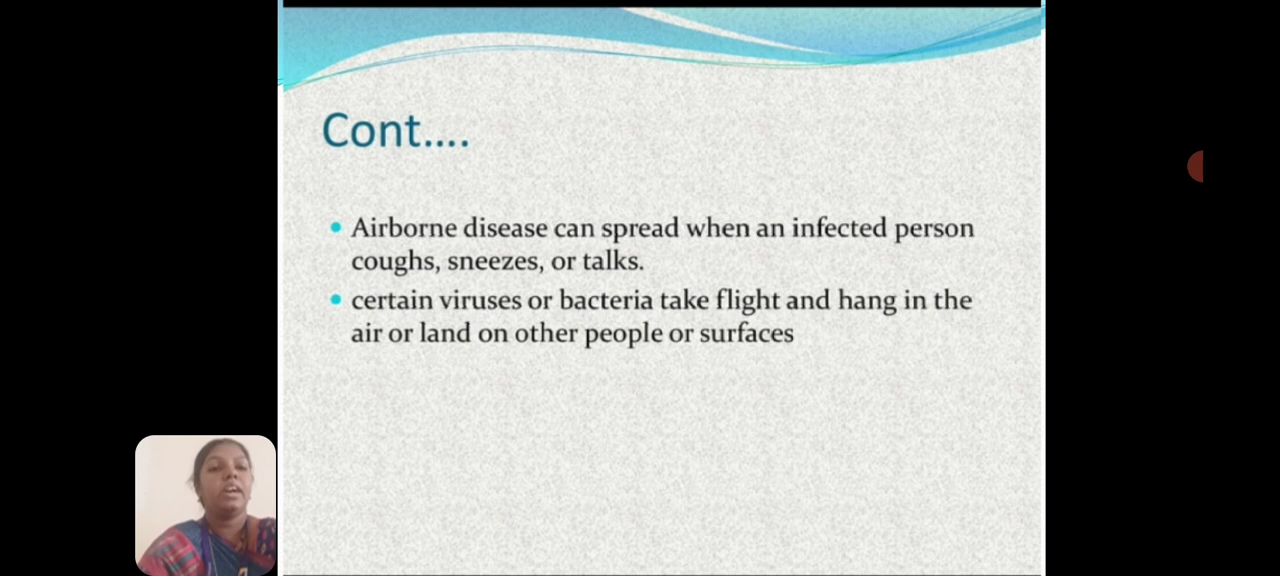 Cont....
Airborne disease can spread when an infected person
coughs, sneezes, or talks.
certain viruses or bacteria take flight and hang in the
air or land on other people or surfaces